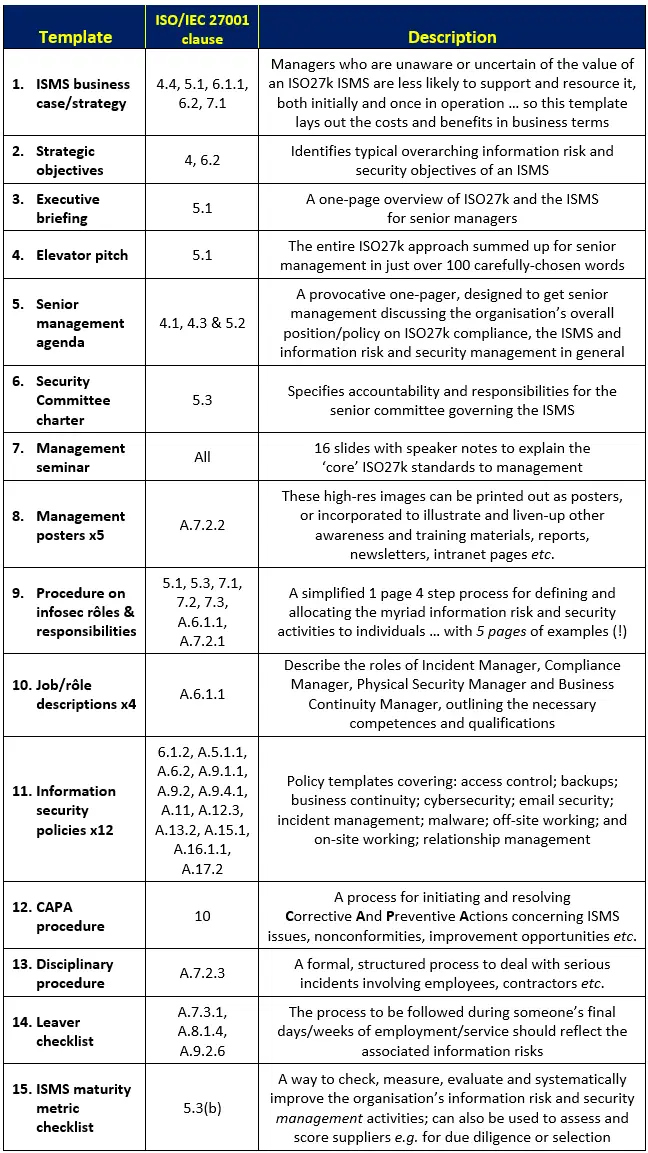 Template
ISO/IEC 27001
clause
Description
1. ISMS business
case/strategy
4.4, 5.1, 6.1.1,
6.2, 7.1
Managers who are unaware or uncertain of the value of
an ISO27k ISMS are less likely to support and resource it,
both initially and once in operation … so this template
lays out the costs and benefits in business terms
2. Strategic
objectives
4, 6.2
Identifies typical overarching information risk and
security objectives of an ISMS
3. Executive
briefing
5.1
A one-page overview of ISO27k and the ISMS
for senior managers
4. Elevator pitch
5.1
The entire ISO27k approach summed up for senior
management in just over 100 carefully-chosen words
5. Senior
management
agenda
4.1, 4.3 & 5.2
A provocative one-pager, designed to get senior
management discussing the organisation’s overall
position/policy on ISO27k compliance, the ISMS and
information risk and security management in general
6. Security
Committee
charter
5.3
Specifies accountability and responsibilities for the
senior committee governing the ISMS
7. Management
seminar
All
16 slides with speaker notes to explain the
‘core’ ISO27k standards to management
8. Management
posters x5
A.7.2.2
These high-res images can be printed out as posters,
or incorporated to illustrate and liven-up other
awareness and training materials, reports,
newsletters, intranet pages etc.
9. Procedure on
infosec rôles &
responsibilities
5.1, 5.3, 7.1,
7.2, 7.3,
A.6.1.1,
A.7.2.1
A simplified 1 page 4 step process for defining and
allocating the myriad information risk and security
activities to individuals … with 5 pages of examples (!)
10. Job/rôle
descriptions x4
A.6.1.1
Describe the roles of Incident Manager, Compliance
Manager, Physical Security Manager and Business
Continuity Manager, outlining the necessary
competences and qualifications
11. Information
security
policies x12
6.1.2, A.5.1.1,
A.6.2, A.9.1.1,
A.9.2, A.9.4.1,
A.11, A.12.3,
A.13.2, A.15.1,
A.16.1.1,
A.17.2
Policy templates covering: access control; backups;
business continuity; cybersecurity; email security;
incident management; malware; off-site working; and
on-site working; relationship management
12. CAPA
procedure
10
A process for initiating and resolving
Corrective And Preventive Actions concerning ISMS
issues, nonconformities, improvement opportunities etc.
13. Disciplinary
procedure
A.7.2.3
A formal, structured process to deal with serious
incidents involving employees, contractors etc.
14. Leaver
checklist
A.7.3.1,
A.8.1.4,
A.9.2.6
The process to be followed during someone’s final
days/weeks of employment/service should reflect the
associated information risks
15. ISMS maturity
metric
checklist
5.3(b)
A way to check, measure, evaluate and systematically
improve the organisation’s information risk and security
management activities; can also be used to assess and
score suppliers e.g. for due diligence or selection